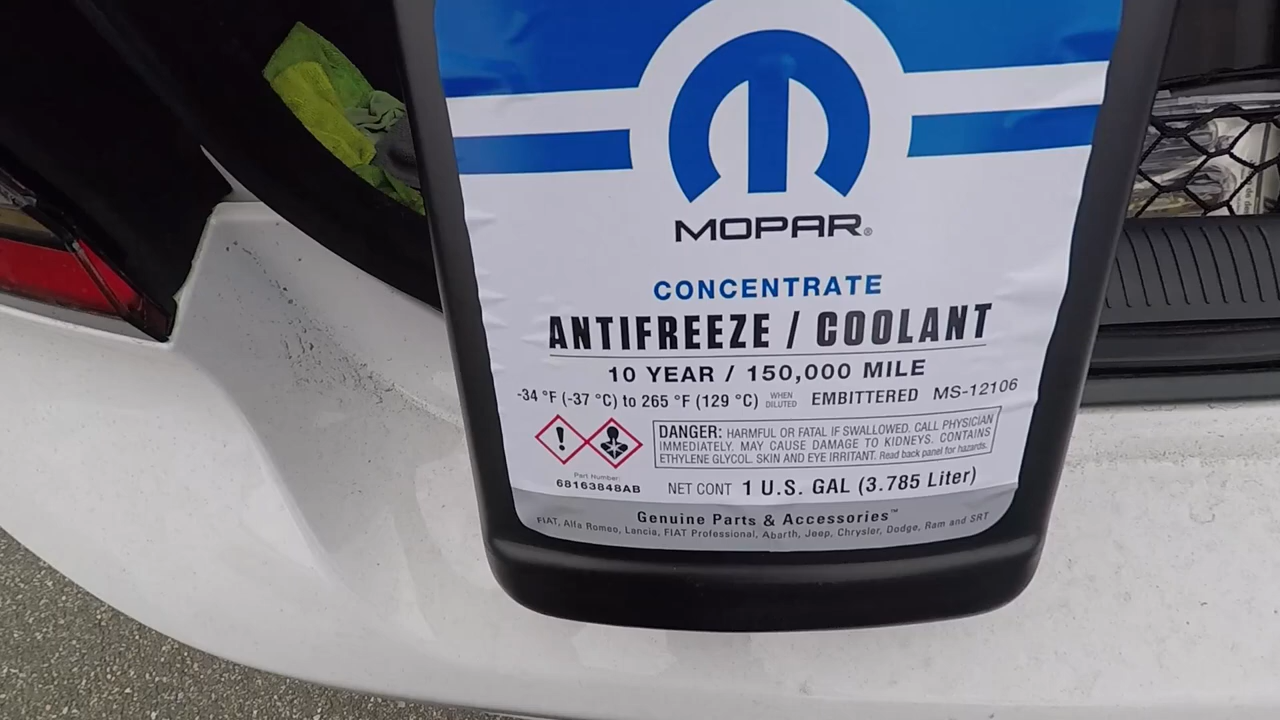 MOPAR®
CONCENTRATE
ANTIFREEZE / COOLANT
10 YEAR / 150,000 MILE
-34 °F (-37 °C) to 265 °F (129 °C) WHEN DILUTED EMBITTERED MS-12106
DANGER: HARMFUL OR FATAL IF SWALLOWED. CALL PHYSICIAN
IMMEDIATELY. MAY CAUSE DAMAGE TO KIDNEYS. CONTAINS
ETHYLENE GLYCOL. SKIN AND EYE IRRITANT. Read back panel for hazards.
Part Number:
68163848AB
NET CONT 1 U.S. GAL (3.785 Liter)
Genuine Parts & Accessories™
FIAT, Alfa Romeo, Lancia, FIAT Professional, Abarth, Jeep, Chrysler, Dodge, Ram and SRT